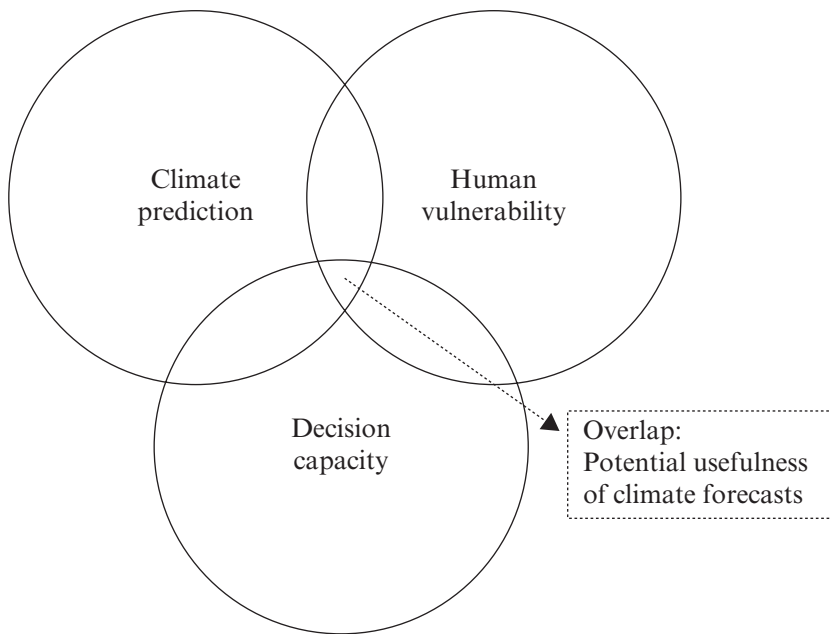 Climate
prediction
Human
vulnerability
Decision
capacity
Overlap:
Potential usefulness
of climate forecasts